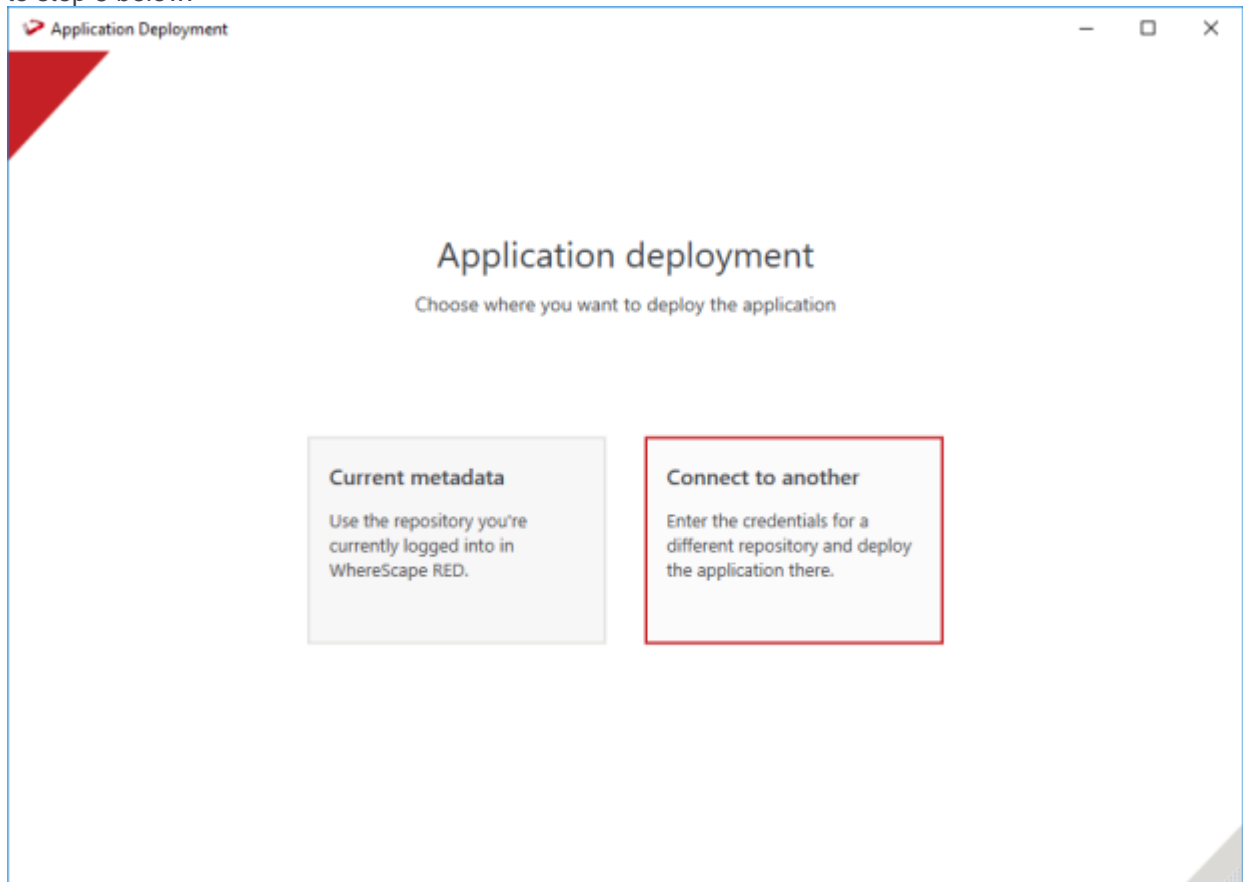 Application Deployment
Application deployment
Choose where you want to deploy the application
Current metadata
Use the repository you're
currently logged into in
WhereScape RED.
Connect to another
Enter the credentials for a
different repository and deploy
the application there.